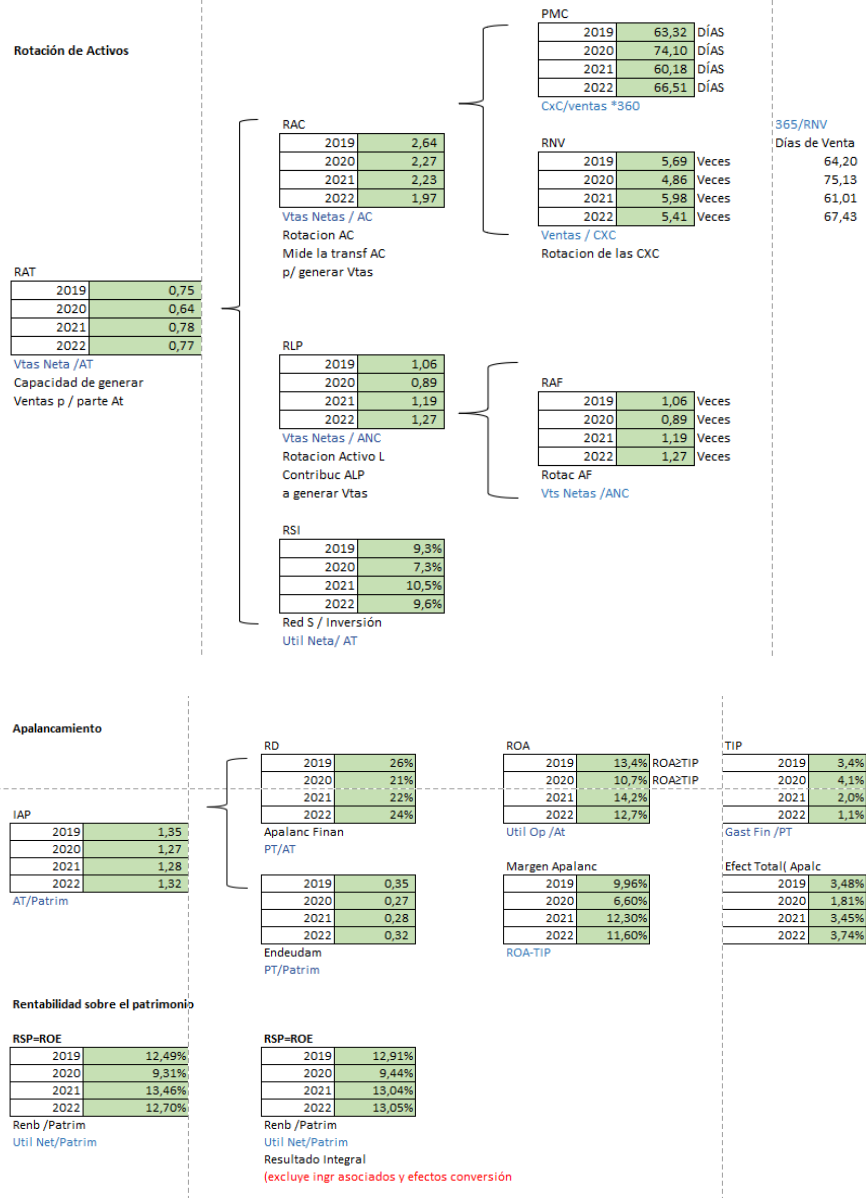 Rotación de Activos
PMC
2019 63,32 DÍAS
2020 74,10 DÍAS
2021 60,18 DÍAS
2022 66,51 DÍAS
CxC/ventas *360
RAC
2019 2,64
2020 2,27
2021 2,23
2022 1,97
Vtas Netas / AC
Rotacion AC
Mide la transf AC
p/ generar Vtas
RNV
2019 5,69 Veces
2020 4,86 Veces
2021 5,98 Veces
2022 5,41 Veces
Ventas / CXC
Rotacion de las CXC
365/RNV
Días de Venta
64,20
75,13
61,01
67,43
RAT
2019 0,75
2020 0,64
2021 0,78
2022 0,77
Vtas Neta /AT
Capacidad de generar
Ventas p / parte At
RLP
2019 1,06
2020 0,89
2021 1,19
2022 1,27
Vtas Netas / ANC
Rotacion Activo L
Contribuc ALP
a generar Vtas
RAF
2019 1,06 Veces
2020 0,89 Veces
2021 1,19 Veces
2022 1,27 Veces
Rotac AF
Vts Netas /ANC
RSI
2019 9,3%
2020 7,3%
2021 10,5%
2022 9,6%
Red S / Inversión
Util Neta/ AT
Apalancamiento
RD
2019 26%
2020 21%
2021 22%
2022 24%
Apalanc Finan
PT/AT
ROA
2019 13,4% ROA≥TIP
2020 10,7% ROA≥TIP
2021 14,2%
2022 12,7%
Util Op /At
TIP
2019 3,4%
2020 4,1%
2021 2,0%
2022 1,1%
Gast Fin /PT
IAP
2019 1,35
2020 1,27
2021 1,28
2022 1,32
AT/Patrim
2019 0,35
2020 0,27
2021 0,28
2022 0,32
Endeudam
PT/Patrim
Margen Apalanc
2019 9,96%
2020 6,60%
2021 12,30%
2022 11,60%
ROA-TIP
Efect Total( Apalc
2019 3,48%
2020 1,81%
2021 3,45%
2022 3,74%
Rentabilidad sobre el patrimonio
RSP=ROE
2019 12,49%
2020 9,31%
2021 13,46%
2022 12,70%
Renb /Patrim
Util Net/Patrim
RSP=ROE
2019 12,91%
2020 9,44%
2021 13,04%
2022 13,05%
Renb /Patrim
Util Net/Patrim
Resultado Integral
(excluye ingr asociados y efectos conversión